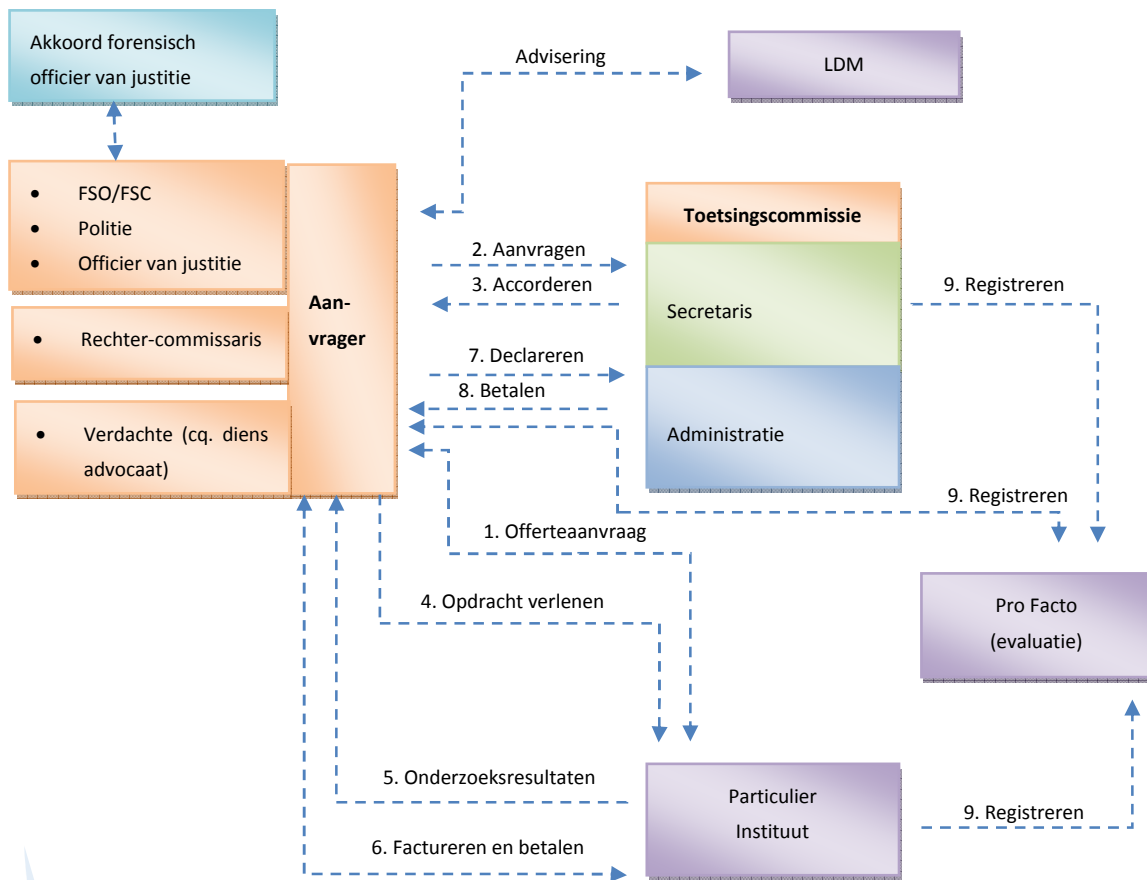 Akkoord forensisch
officier van justitie
Advisering
LDM
• FSO/FSC
• Politie
• Officier van justitie
• Rechter-commissaris
• Verdachte (cq. diens
advocaat)
Aan-
vrager
Toetsingscommissie
Secretaris
Administratie
2. Aanvragen
3. Accorderen
7. Declareren
8. Betalen
9. Registreren
9. Registreren
1. Offerteaanvraag
4. Opdracht verlenen
Pro Facto
(evaluatie)
5. Onderzoeksresultaten
Particulier
Instituut
9. Registreren
6. Factureren en betalen